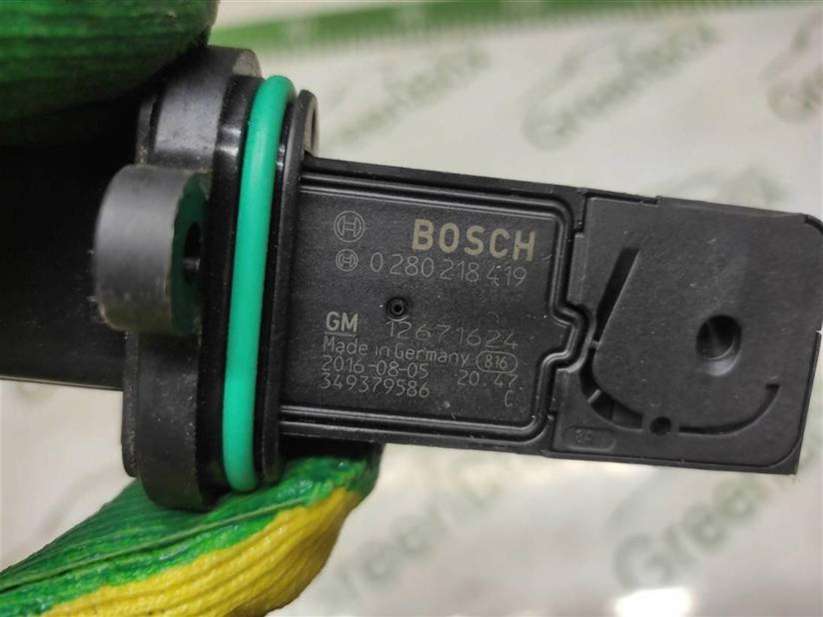 BOSCH
0 280 218 419
GM 12671624
Made in Germany 816
2016-08-05 20.47
349379586 C